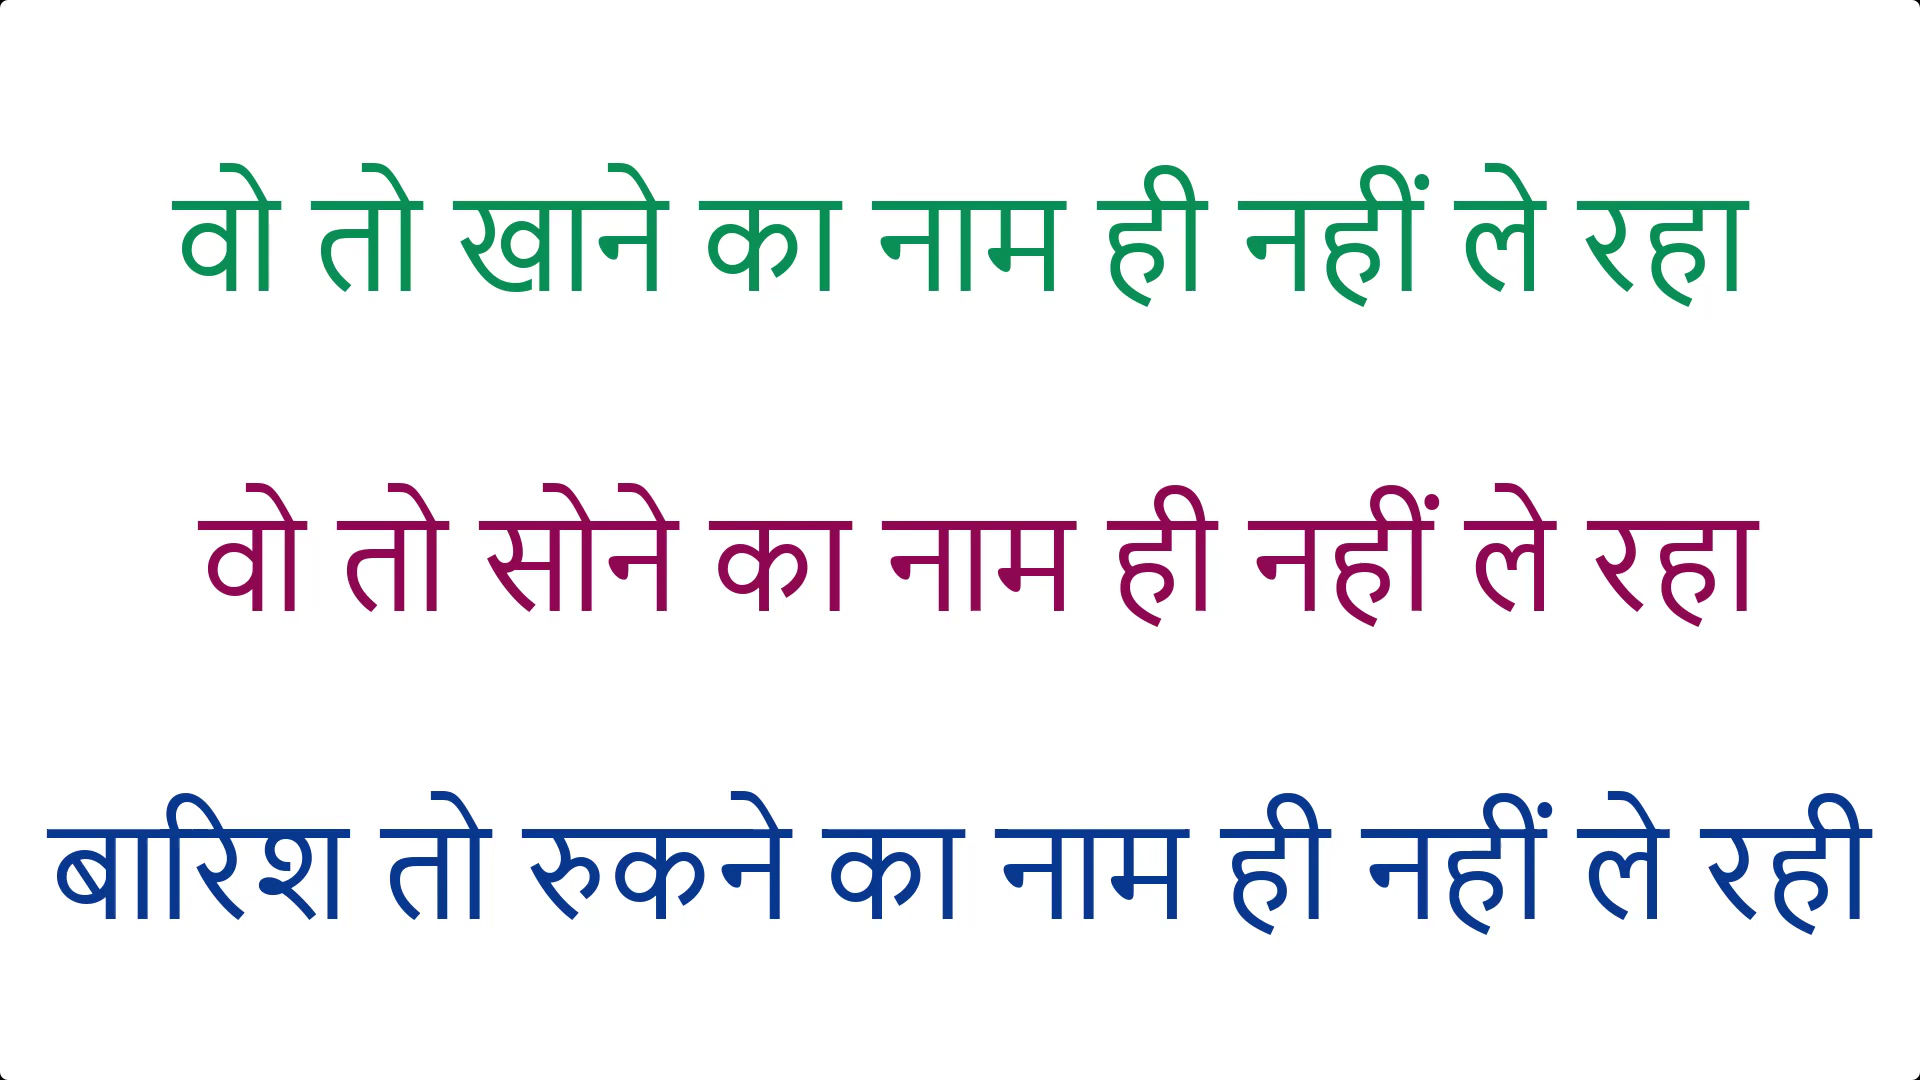 वो तो खाने का नाम ही नहीं ले रहा
वो तो सोने का नाम ही नहीं ले रहा
बारिश तो रुकने का नाम ही नहीं ले रही